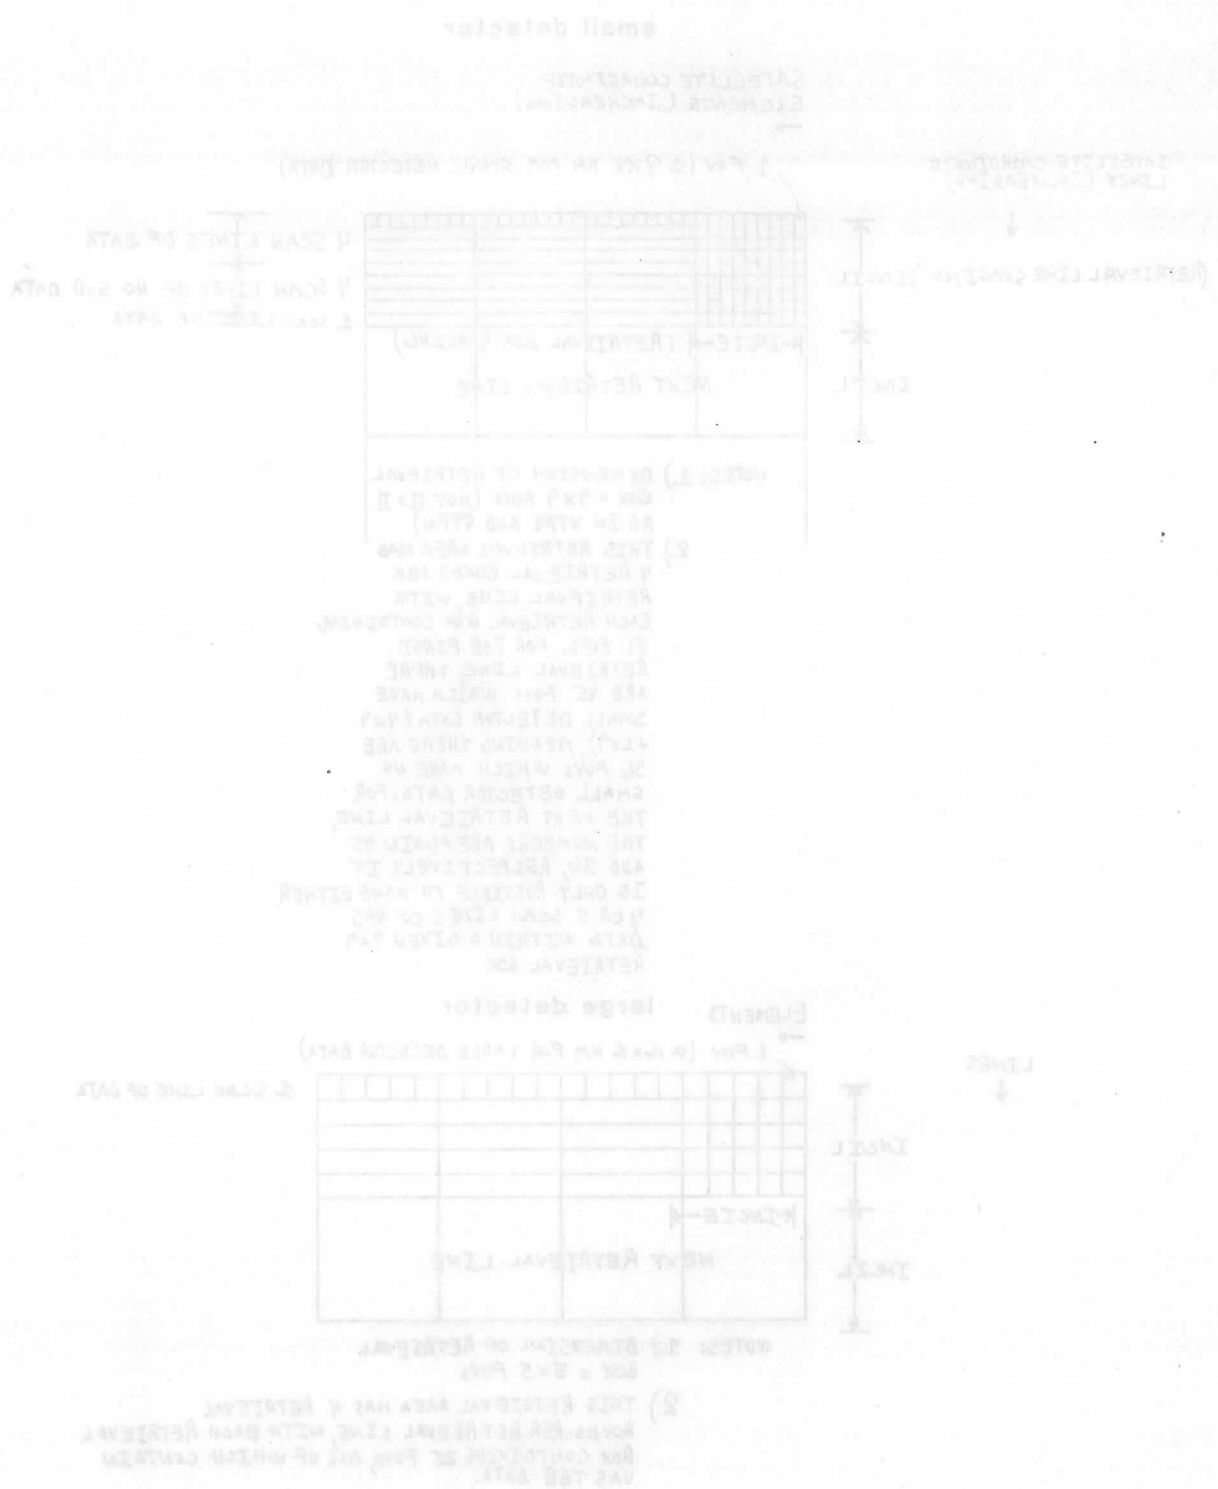 small detector
SATELLITE COORDINATE
ELEMENTS (INCREASING)
SATELLITE COORDINATE
LINES (INCREASING)
1 FOV (8 KM FOR SMALL DETECTOR DATA)
4 SCAN LINES OF DATA
(RETRIEVAL LINE SPACING) INCIL
4 SCAN LINES OF NO S.D DATA
1 SCAN LINE OF DATA
INCIE (RETRIEVAL BOX SPACING)
INCIL
NEXT RETRIEVAL LINE
NOTES: 1.) DIMENSION OF RETRIEVAL
BOX = 9x9 FOVs (NOT 11x11
AS IN
2.) THIS RETRIEVAL AREA HAS
4 RETRIEVAL BOXES PER
RETRIEVAL LINE, WITH
EACH RETRIEVAL BOX CONTAINING
FOVs. FOR THE FIRST
RETRIEVAL LINE THERE
ARE 45 FOVs WHICH HAVE
SMALL DETECTOR DATA (4x9
+1x9) MEANING THERE ARE
36 FOVs WHICH HAVE NO
SMALL DETECTOR DATA. FOR
THE NEXT RETRIEVAL LINE,
THE NUMBERS ARE AGAIN 45
AND 36, RESPECTIVELY. IT
IS ONLY POSSIBLE TO HAVE EITHER
4 OR 5 SCAN LINES OF VAS
DATA WITHIN A GIVEN 9x9
RETRIEVAL BOX
large detector
ELEMENTS
1 FOV (16x16 KM FOR LARGE DETECTOR DATA)
LINES
1 SCAN LINE OF DATA
INCIL
INCIE
NEXT RETRIEVAL LINE
INCIL
NOTES: 1.) DIMENSION OF RETRIEVAL
BOX = 5x5 FOVs
2.) THIS RETRIEVAL AREA HAS 4 RETRIEVAL
BOXES PER RETRIEVAL LINE, WITH EACH RETRIEVAL
BOX CONTAINING 25 FOVs, ALL OF WHICH CONTAIN
VAS TBB DATA.